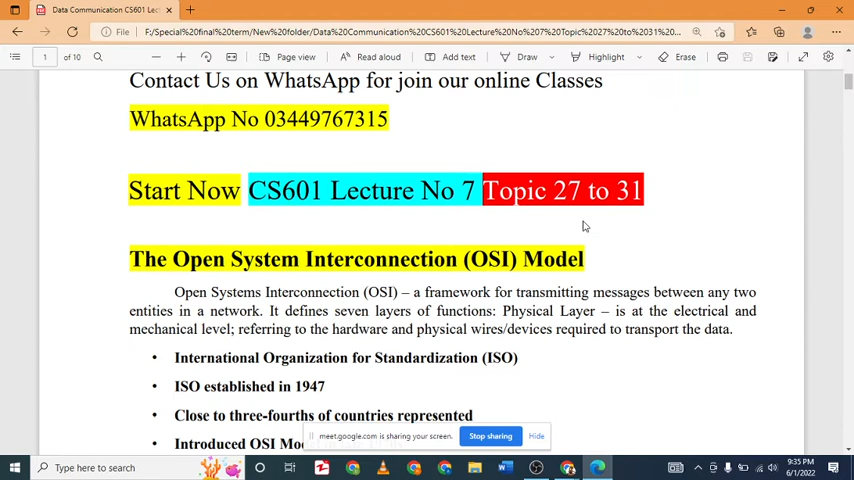 Data Communication CS601 Lect
File
F:/Special%20final%20term/New%20folder/Data%20Communication%20CS601%20Lecture%20No%207%20Topic%2027%20to%2031%20...
1 of 10
Page view
Read aloud
Add text
Draw
Highlight
Erase
Contact Us on WhatsApp for join our online Classes
WhatsApp No 03449767315
Start Now CS601 Lecture No 7 Topic 27 to 31
The Open System Interconnection (OSI) Model
Open Systems Interconnection (OSI) – a framework for transmitting messages between any two
entities in a network. It defines seven layers of functions: Physical Layer – is at the electrical and
mechanical level; referring to the hardware and physical wires/devices required to transport the data.
• International Organization for Standardization (ISO)
• ISO established in 1947
• Close to three-fourths of countries represented
• Introduced OSI Mod
meet.google.com is sharing your screen.
Stop sharing
Hide
Type here to search
9:35 PM
6/1/2022